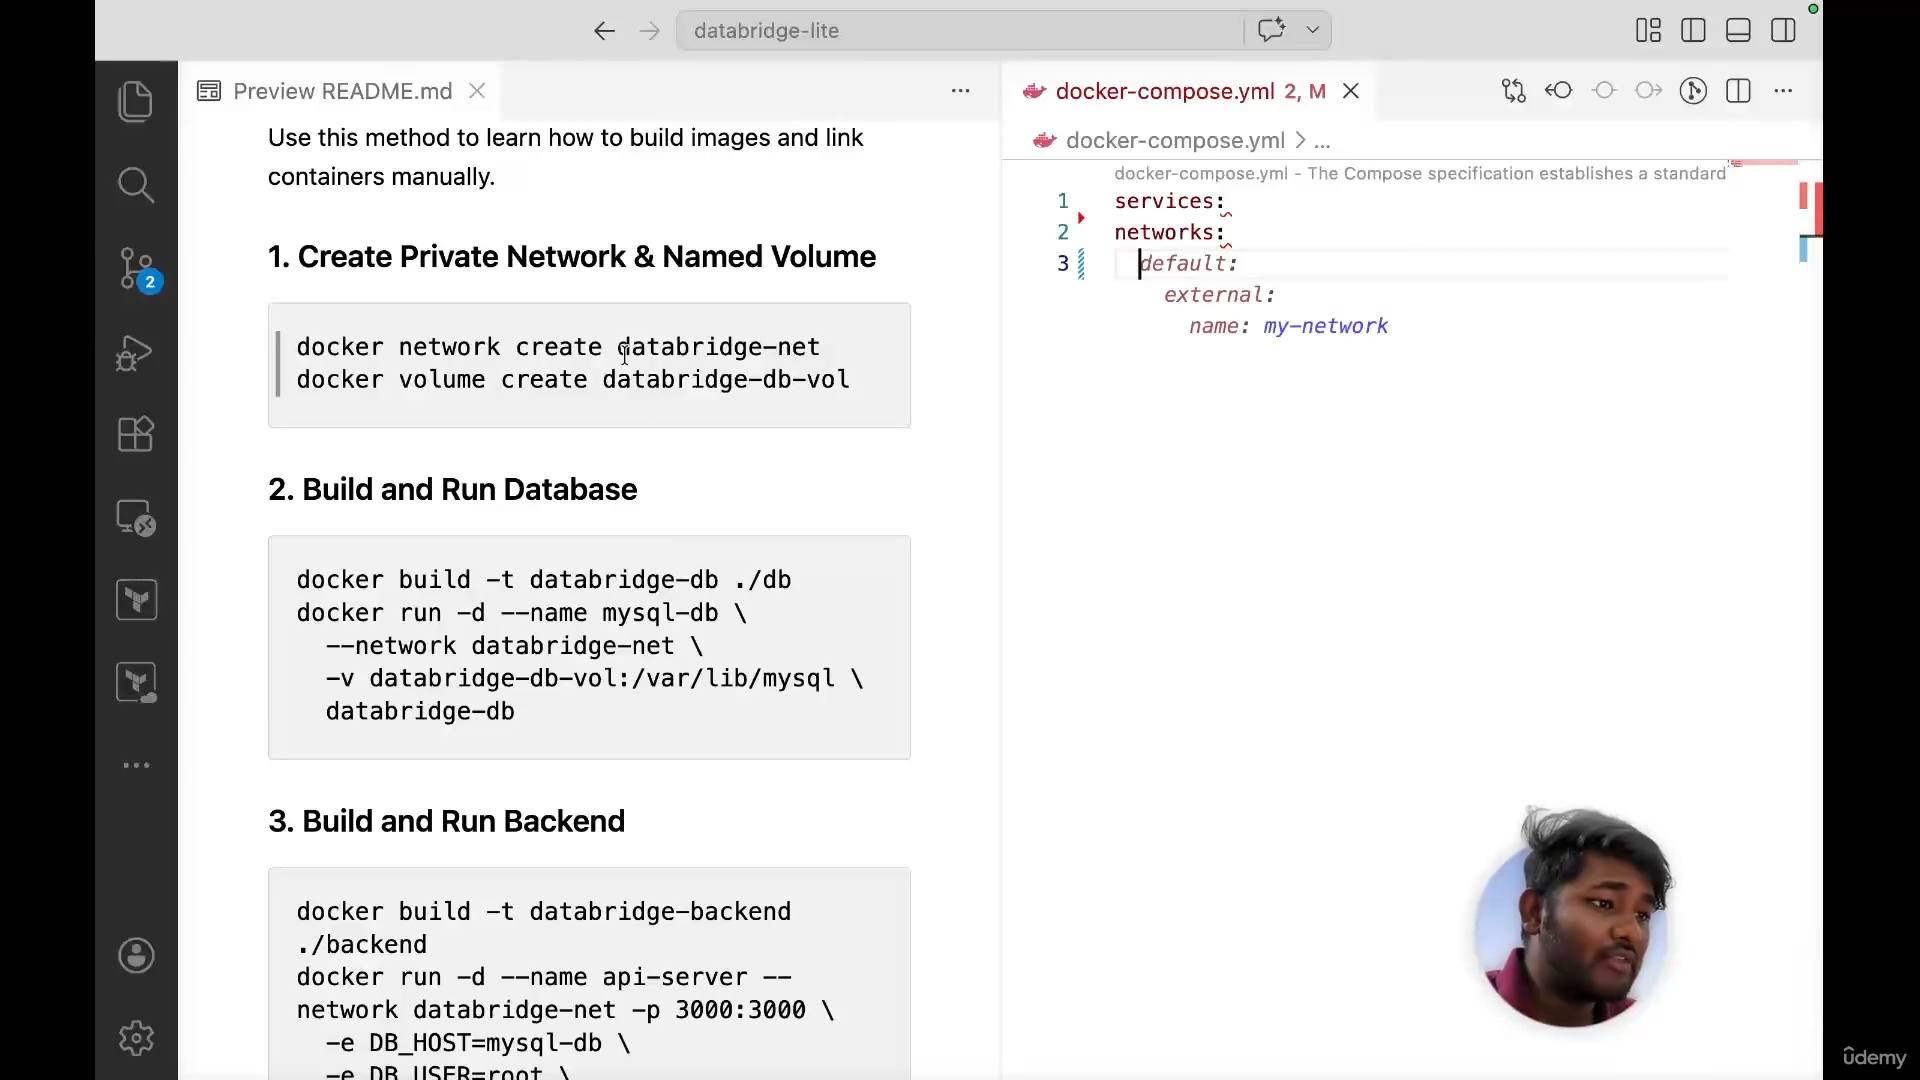 databridge-lite
Preview README.md
Use this method to learn how to build images and link
containers manually.
1. Create Private Network & Named Volume
docker network create databridge-net
docker volume create databridge-db-vol
2. Build and Run Database
docker build -t databridge-db ./db
docker run -d --name mysql-db \
--network databridge-net \
-v databridge-db-vol:/var/lib/mysql \
databridge-db
3. Build and Run Backend
docker build -t databridge-backend
./backend
docker run -d --name api-server --
network databridge-net -p 3000:3000 \
-e DB_HOST=mysql-db \
-e DB_USER=root \
docker-compose.yml 2, M
docker-compose.yml > ...
docker-compose.yml - The Compose specification establishes a standard
1 services:
2 networks:
3 default:
external:
name: my-network
2
udemy